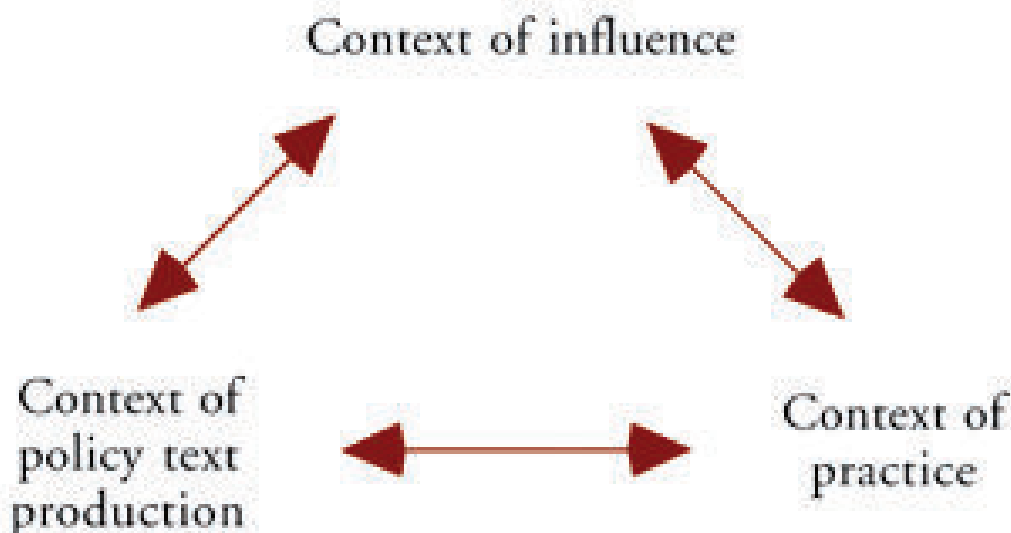 Context of influence
Context of
policy text
production
Context of
practice